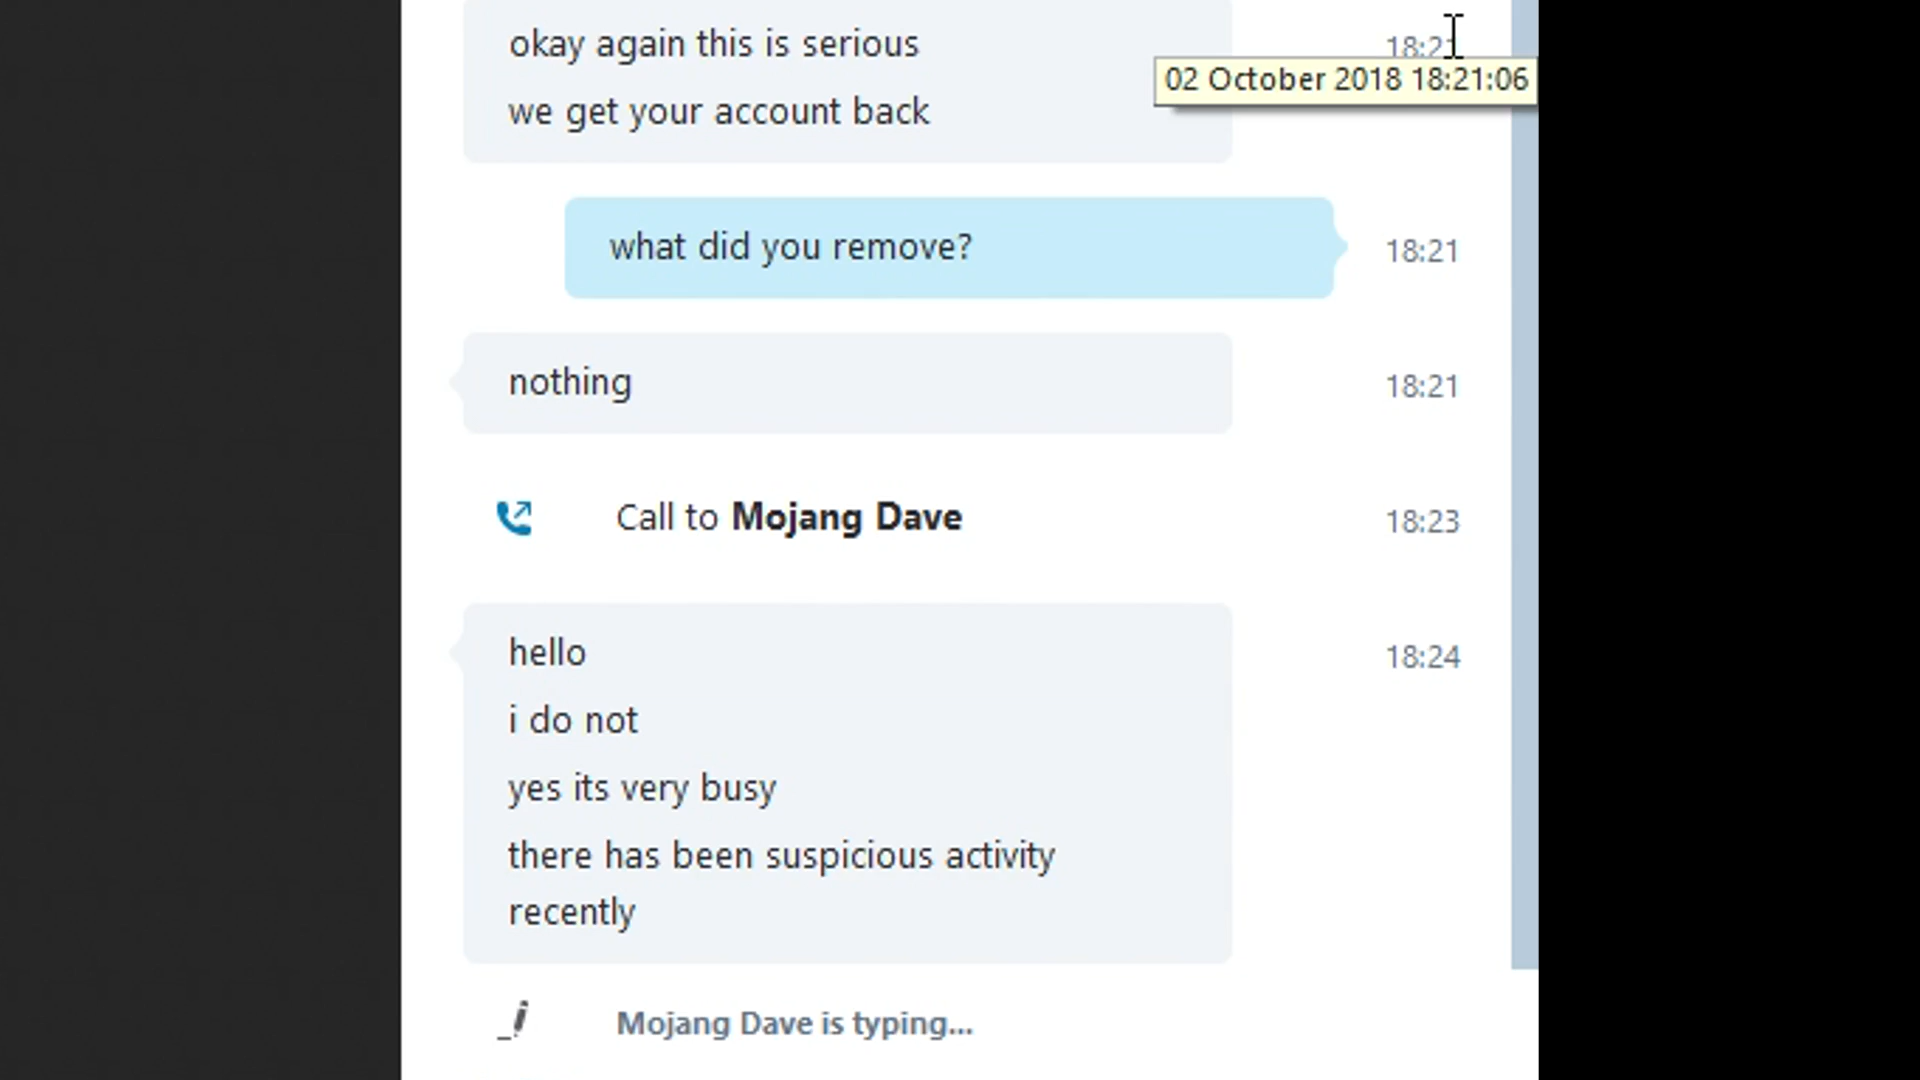 okay again this is serious
18:21
02 October 2018 18:21:06
we get your account back
what did you remove?
18:21
nothing
18:21
Call to Mojang Dave
18:23
hello
18:24
i do not
yes its very busy
there has been suspicious activity
recently
Mojang Dave is typing...